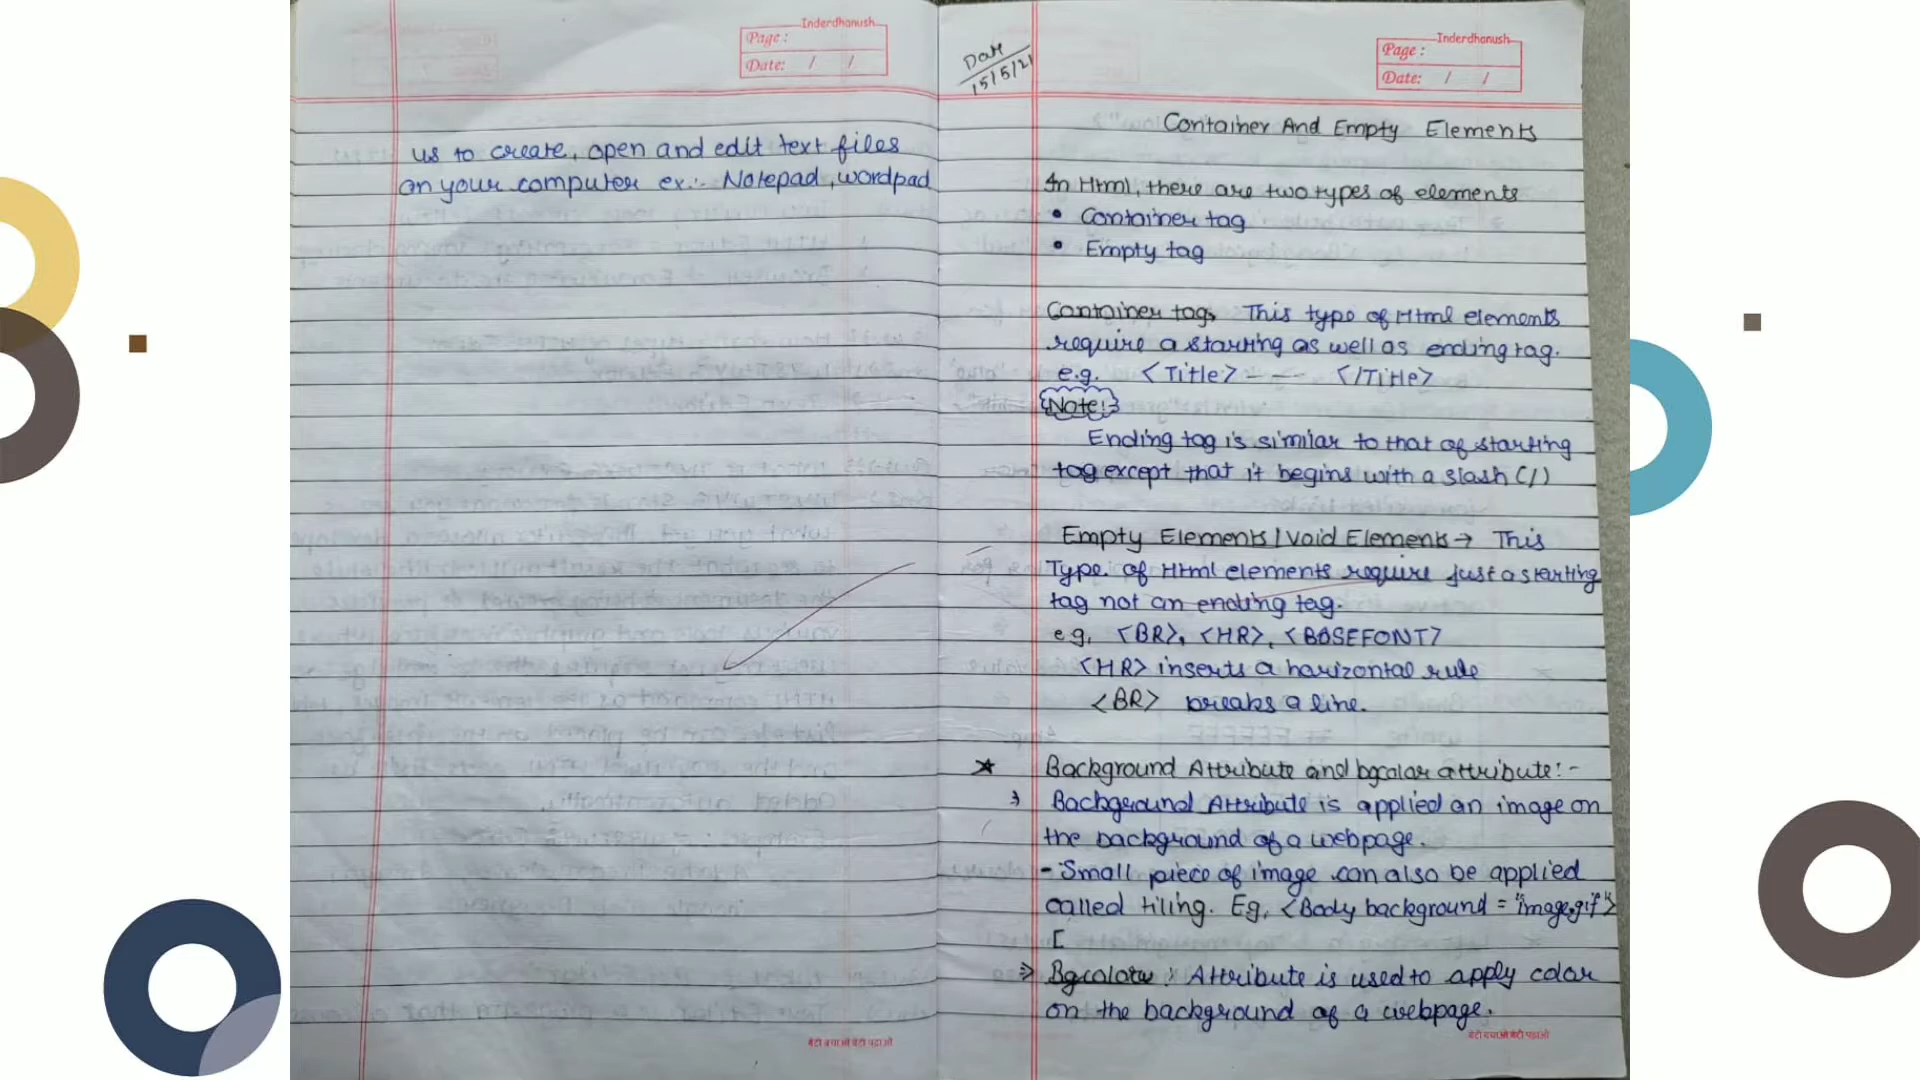 Inderdhanush
Page :
Date: / /
us to create, open and edit text files
on your computer ex:- Notepad, wordpad
बेटी बचाओ बेटी पढ़ाओ
Date
15/5/21
Inderdhanush
Page :
Date: / /
Container And Empty Elements
In Html, there are two types of elements
• Container tag
• Empty tag
Container tag, This type of Html elements
require a starting as well as ending tag.
e.g. <Title> --- </Title>
Note:
Ending tag is similar to that of starting
tag except that it begins with a slash (/)
Empty Elements / Void Elements → This
Type of Html elements require just a starting
tag not an ending tag.
eg, <BR>, <HR>, <BASEFONT>
<HR> inserts a horizontal rule
<BR> breaks a line.
★ Background Attribute and bgcolor attribute:-
Background Attribute is applied an image on
the background of a webpage.
- Small piece of image can also be applied
called tiling. Eg, <Body background = "image.gif">
[
⇒ Bgcolor : Attribute is used to apply color
on the background of a webpage.
बेटी बचाओ बेटी पढ़ाओ